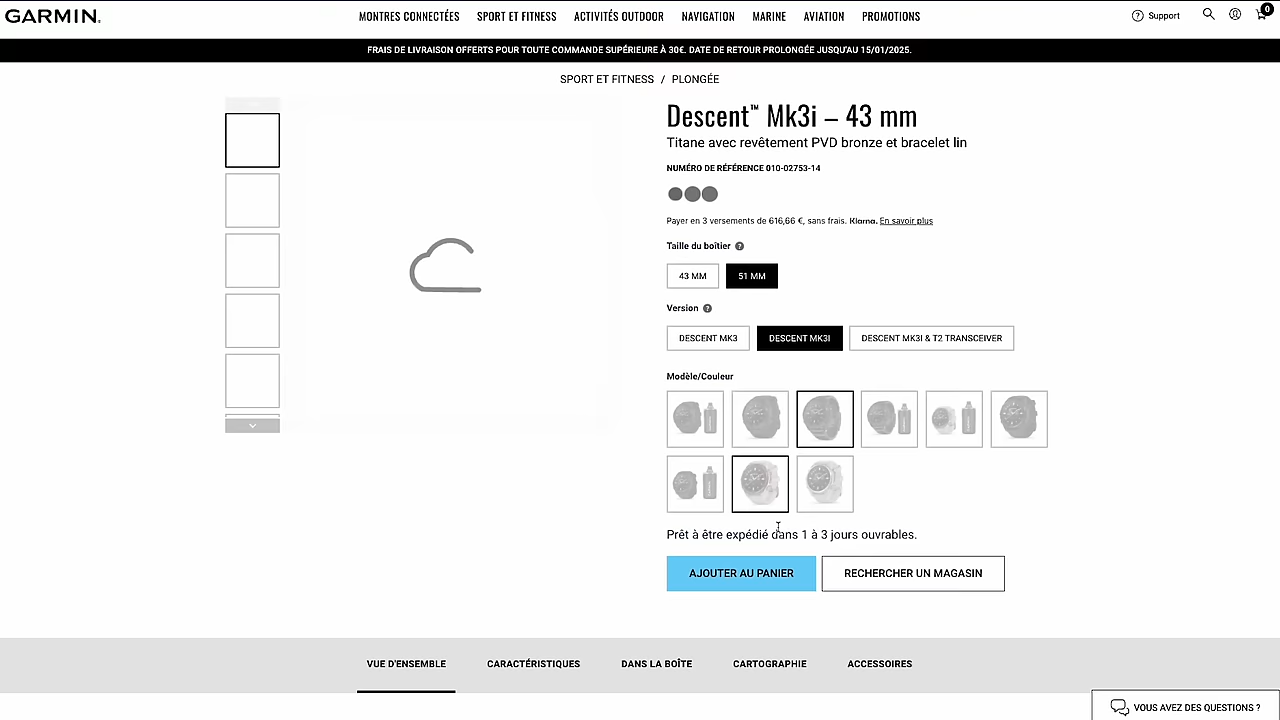 GARMIN.
MONTRES CONNECTÉES SPORT ET FITNESS ACTIVITÉS OUTDOOR NAVIGATION MARINE AVIATION PROMOTIONS
Support
0
FRAIS DE LIVRAISON OFFERTS POUR TOUTE COMMANDE SUPÉRIEURE À 30€. DATE DE RETOUR PROLONGÉE JUSQU'AU 15/01/2025.
SPORT ET FITNESS / PLONGÉE
Descent™ Mk3i – 43 mm
Titane avec revêtement PVD bronze et bracelet lin
NUMÉRO DE RÉFÉRENCE 010-02753-14
Payer en 3 versements de 616,66 €, sans frais. Klarna. En savoir plus
Taille du boîtier ?
43 MM 51 MM
Version ?
DESCENT MK3 DESCENT MK3I DESCENT MK3I & T2 TRANSCEIVER
Modèle/Couleur
Prêt à être expédié dans 1 à 3 jours ouvrables.
AJOUTER AU PANIER RECHERCHER UN MAGASIN
VUE D'ENSEMBLE CARACTÉRISTIQUES DANS LA BOÎTE CARTOGRAPHIE ACCESSOIRES
VOUS AVEZ DES QUESTIONS ?